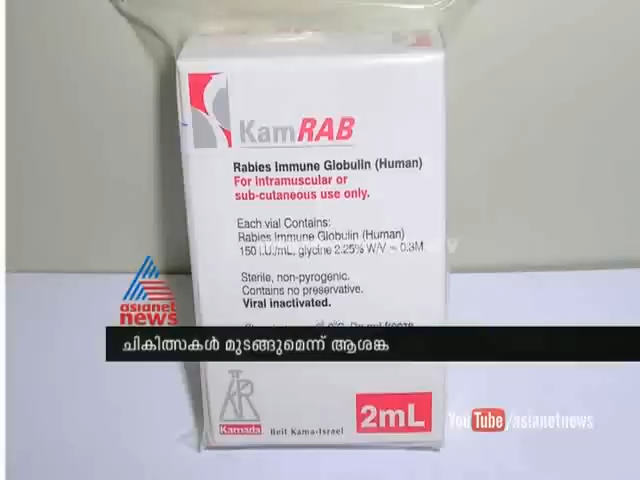 KamRAB
Rabies Immune Globulin (Human)
For intramuscular or
sub-cutaneous use only.
Each vial Contains:
Rabies Immune Globulin (Human)
150 I.U./mL, glycine 2.25% W/V = 0.3M
Sterile, non-pyrogenic.
Contains no preservative.
Viral inactivated.
asianet
news
ചികിത്സകൾ മുടങ്ങുമെന്ന് ആശങ്ക
Kamada
Beit Kama-Israel
2mL
YouTube/asianetnews